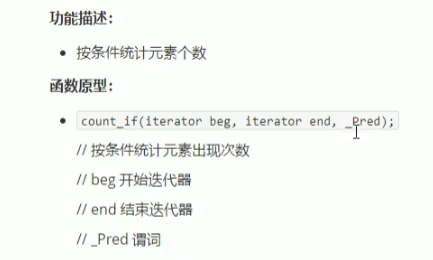 功能描述：
按条件统计元素个数
函数原型：
count_if(iterator beg, iterator end, _Pred);
// 按条件统计元素出现次数
// beg 开始迭代器
// end 结束迭代器
// _Pred 谓词